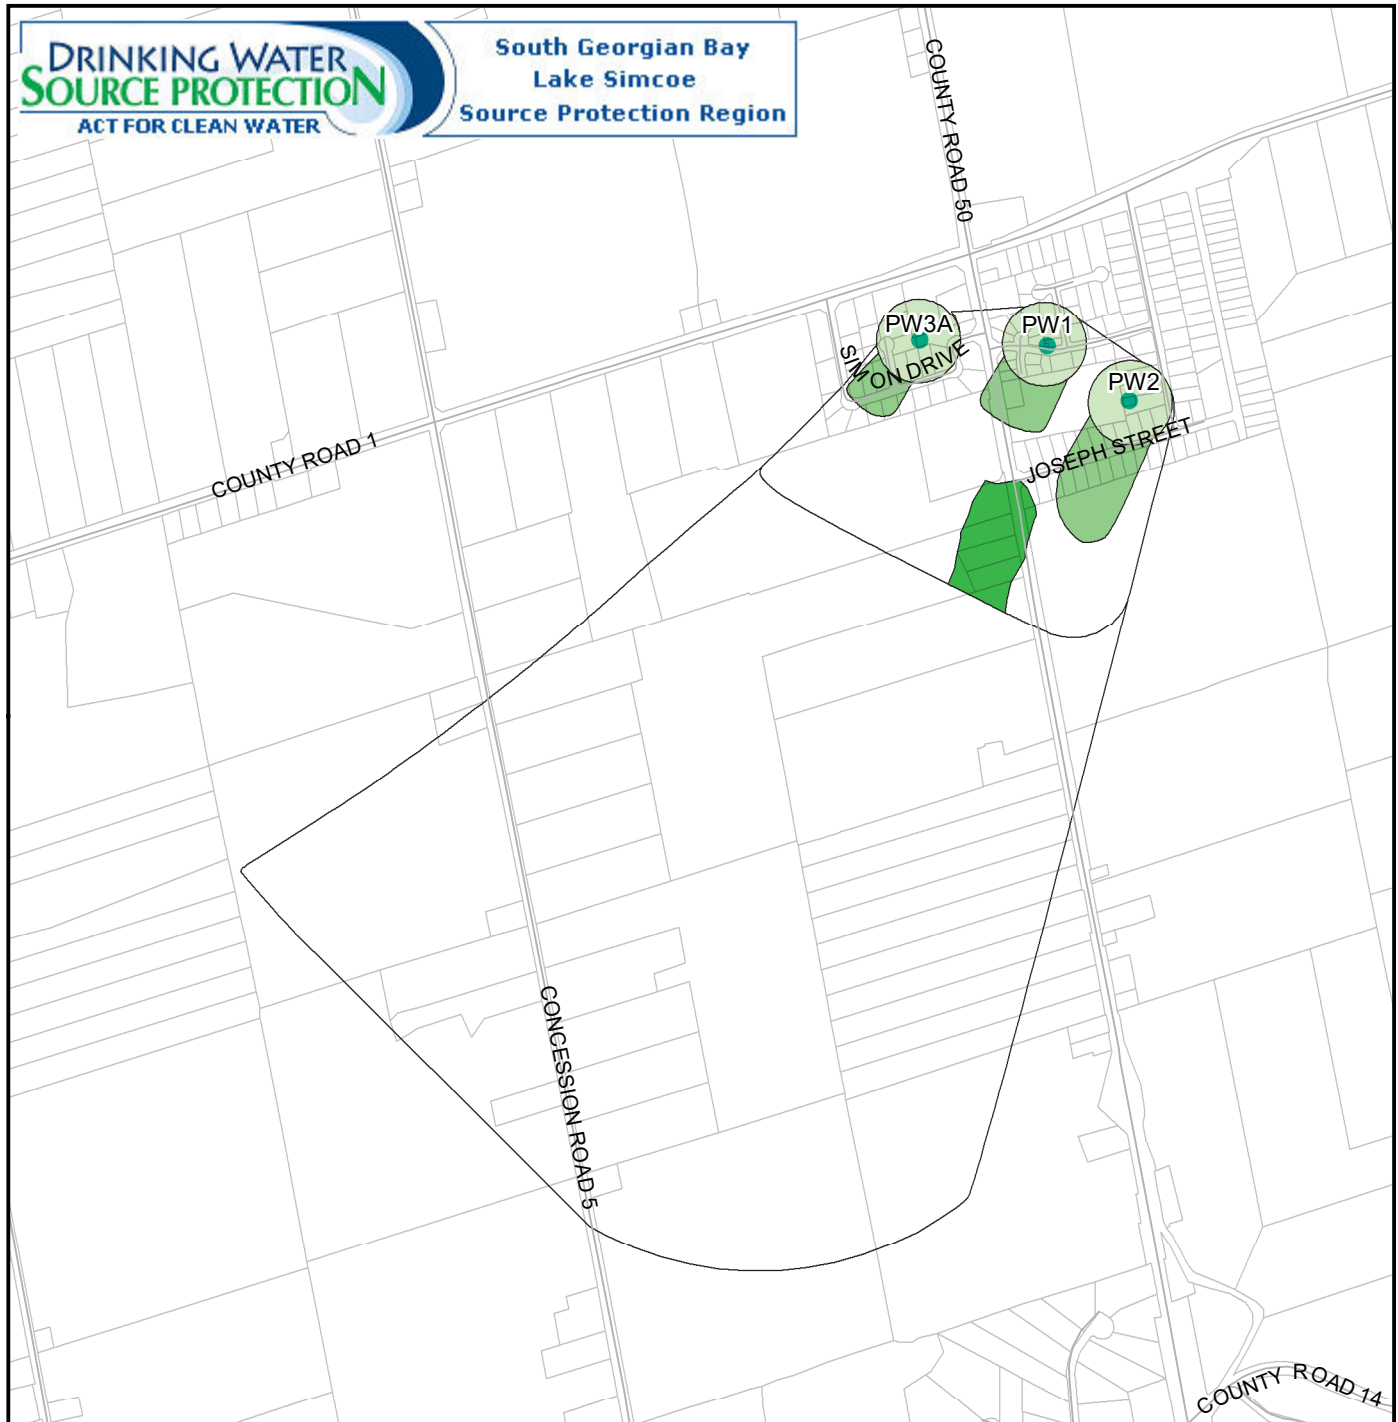 DRINKING WATER
SOURCE PROTECTION
ACT FOR CLEAN WATER
South Georgian Bay
Lake Simcoe
Source Protection Region
COUNTY ROAD 50
PW3A
PW1
SIMON DRIVE
PW2
JOSEPH STREET
COUNTY ROAD 1
CONCESSION ROAD 5
COUNTY ROAD 14